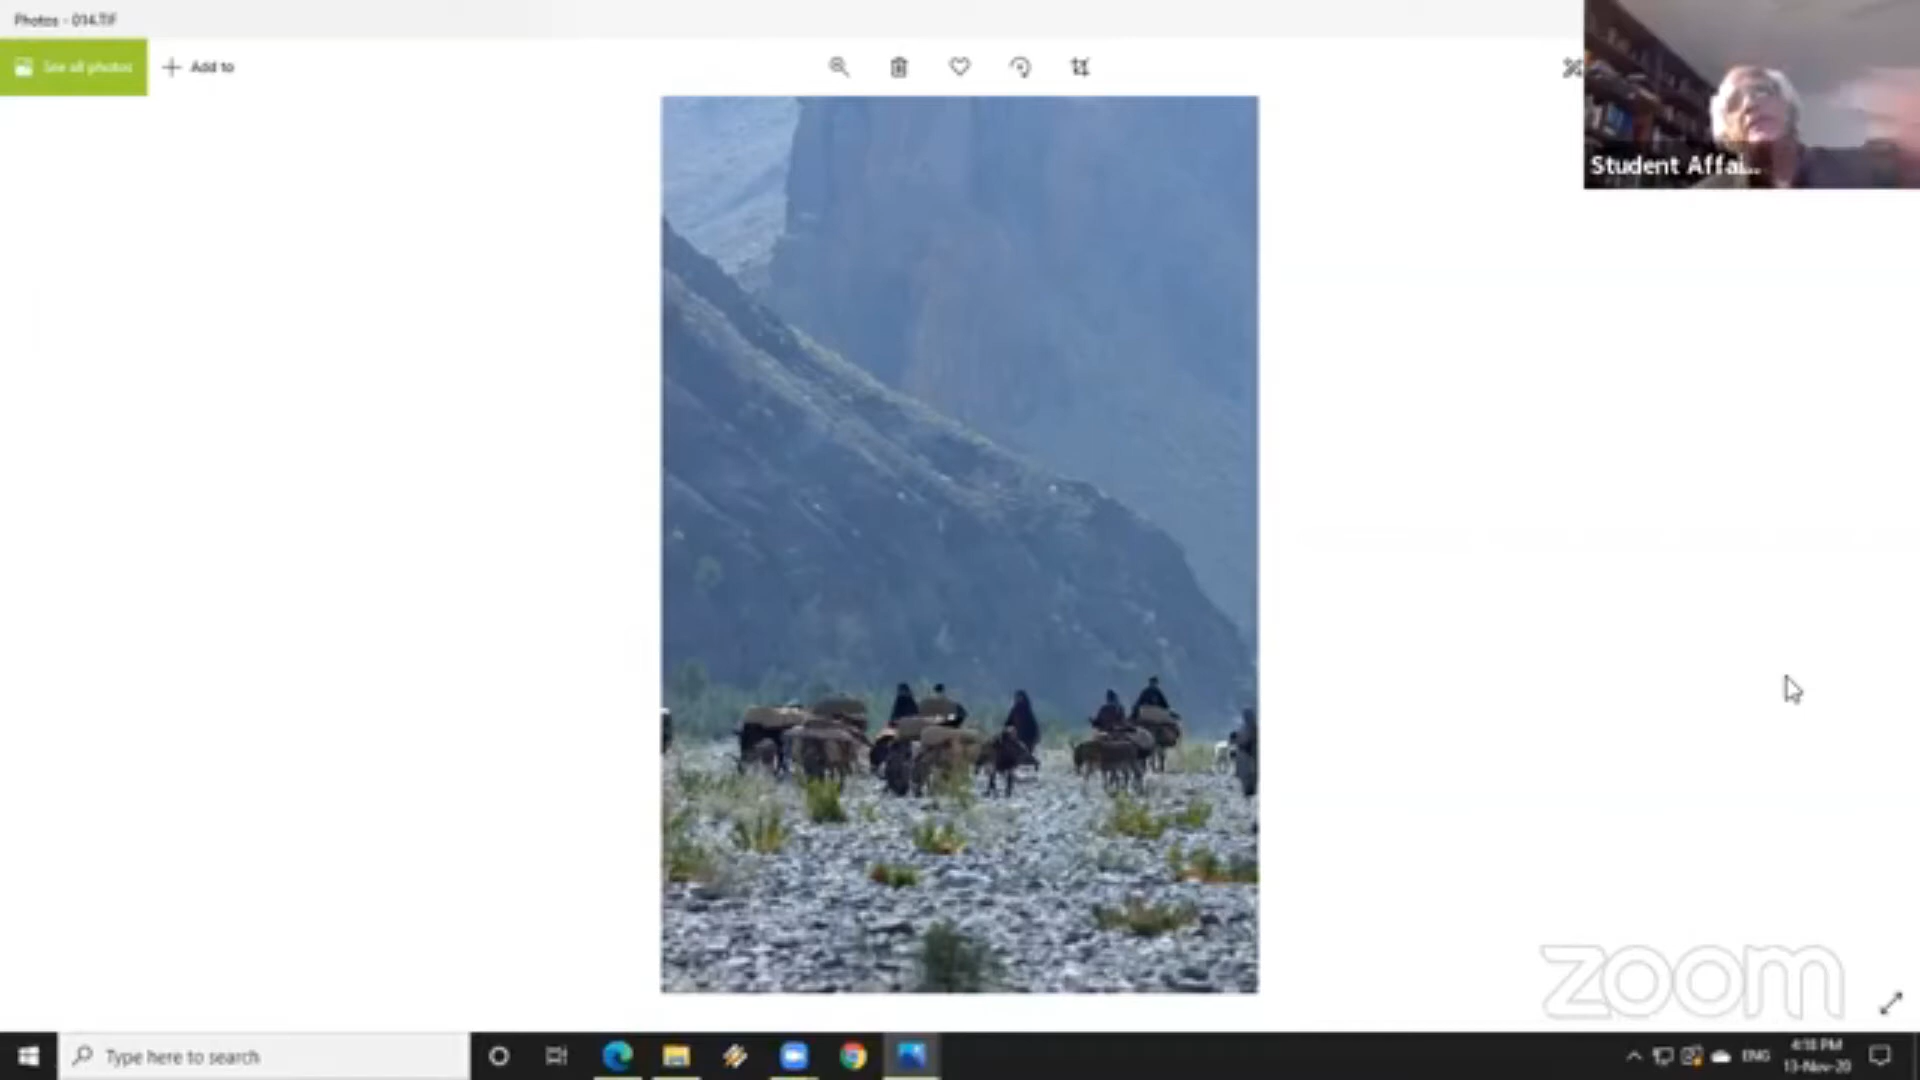 Photos - 014.TIF
See all photos
Add to
Student Affai...
zoom
Type here to search
ENG
4:18 PM
13-Nov-20